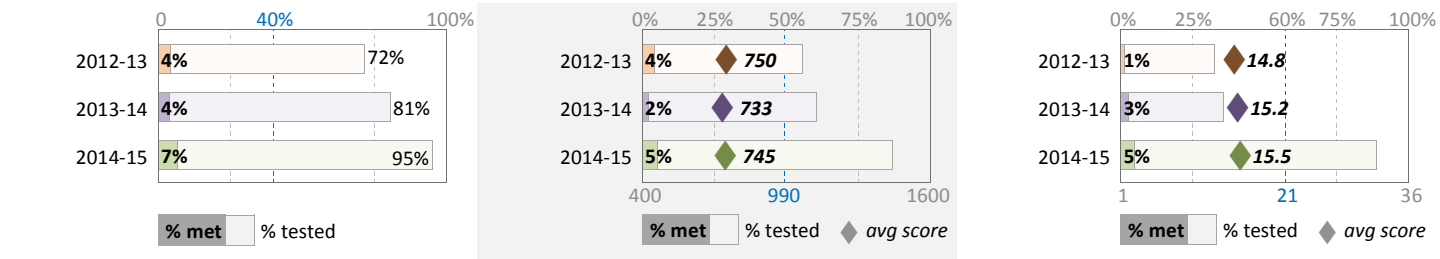 0 40% 100%
2012-13 4% 72%
2013-14 4% 81%
2014-15 7% 95%
% met % tested
0% 25% 50% 75% 100%
2012-13 4% 750
2013-14 2% 733
2014-15 5% 745
400 990 1600
% met % tested avg score
0% 25% 60% 75% 100%
2012-13 1% 14.8
2013-14 3% 15.2
2014-15 5% 15.5
1 21 36
% met % tested avg score